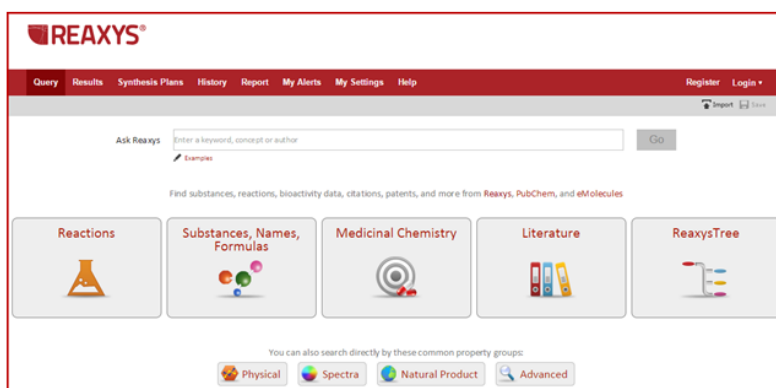 REAXYS®
Query Results Synthesis Plans History Report My Alerts My Settings Help Register Login
Import Save
Ask Reaxys Enter a keyword, concept or author Go
Examples
Find substances, reactions, bioactivity data, citations, patents, and more from Reaxys, PubChem, and eMolecules
Reactions
Substances, Names,
Formulas
Medicinal Chemistry
Literature
ReaxysTree
You can also search directly by these common property groups:
Physical Spectra Natural Product Advanced